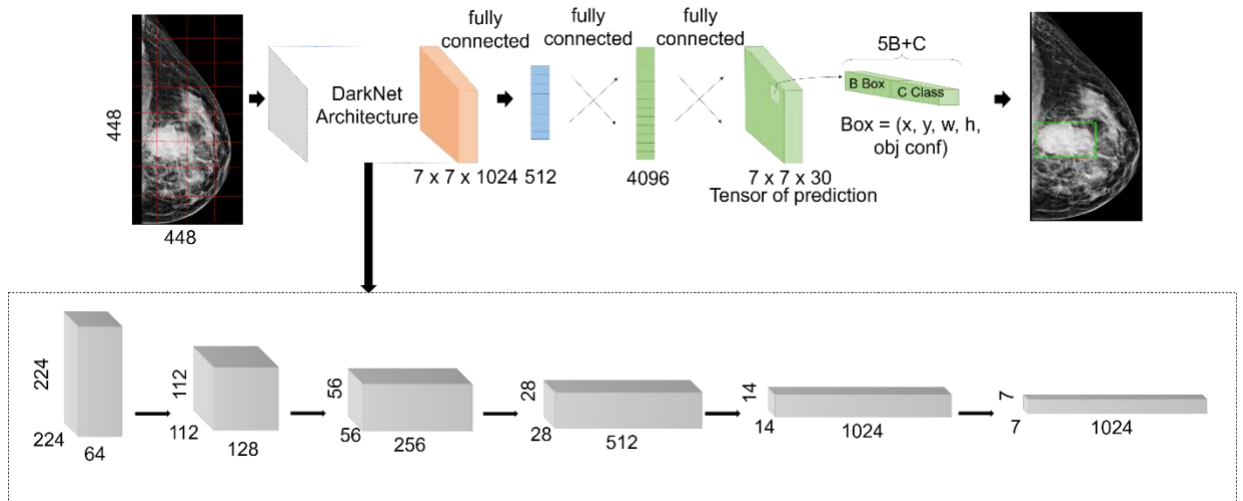 448
448
DarkNet
Architecture
7 x 7 x 1024
fully
connected
512
fully
connected
4096
fully
connected
7 x 7 x 30
Tensor of prediction
5B+C
B Box
C Class
Box = (x, y, w, h,
obj conf)
224
224
64
112
112
128
56
56
256
28
28
512
14
14
1024
7
7
1024